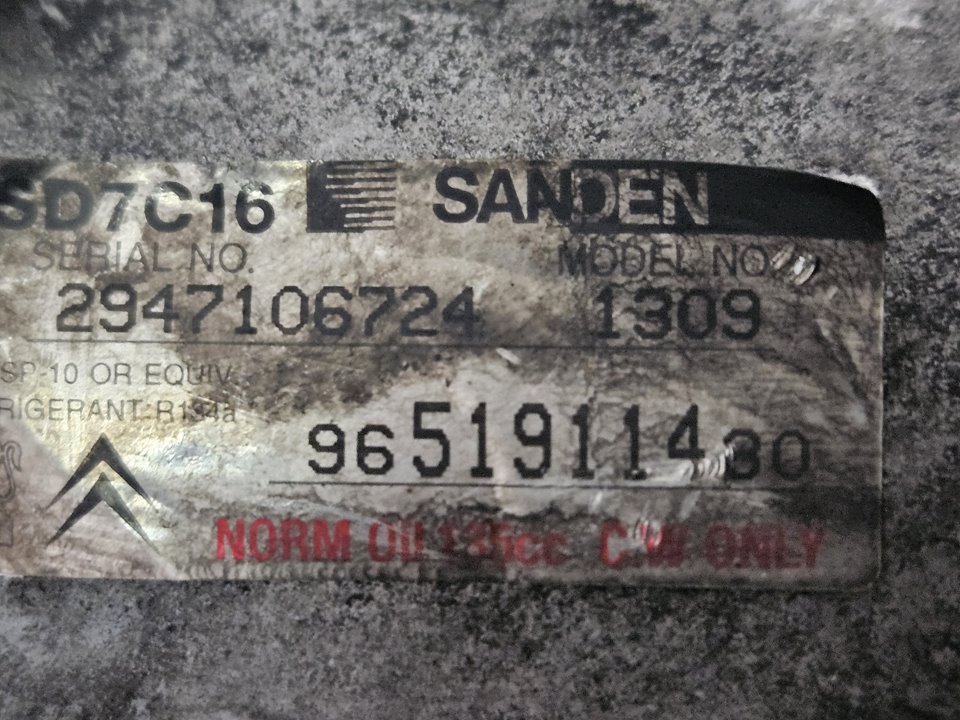 SD7C16 SANDEN
SERIAL NO. MODEL NO.
2947106724 1309
SP-10 OR EQUIV.
RIGERANT:R134a
9651911480
NORM OIL 135cc C.W ONLY